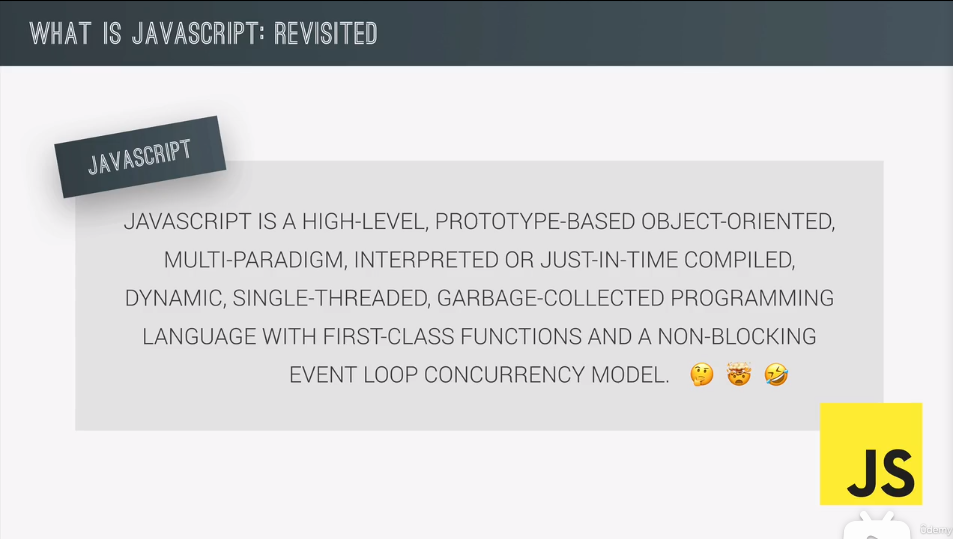 WHAT IS JAVASCRIPT: REVISITED
JAVASCRIPT
JAVASCRIPT IS A HIGH-LEVEL, PROTOTYPE-BASED OBJECT-ORIENTED,
MULTI-PARADIGM, INTERPRETED OR JUST-IN-TIME COMPILED,
DYNAMIC, SINGLE-THREADED, GARBAGE-COLLECTED PROGRAMMING
LANGUAGE WITH FIRST-CLASS FUNCTIONS AND A NON-BLOCKING
EVENT LOOP CONCURRENCY MODEL. 🤔 🤯 🤣
JS
ûdemy